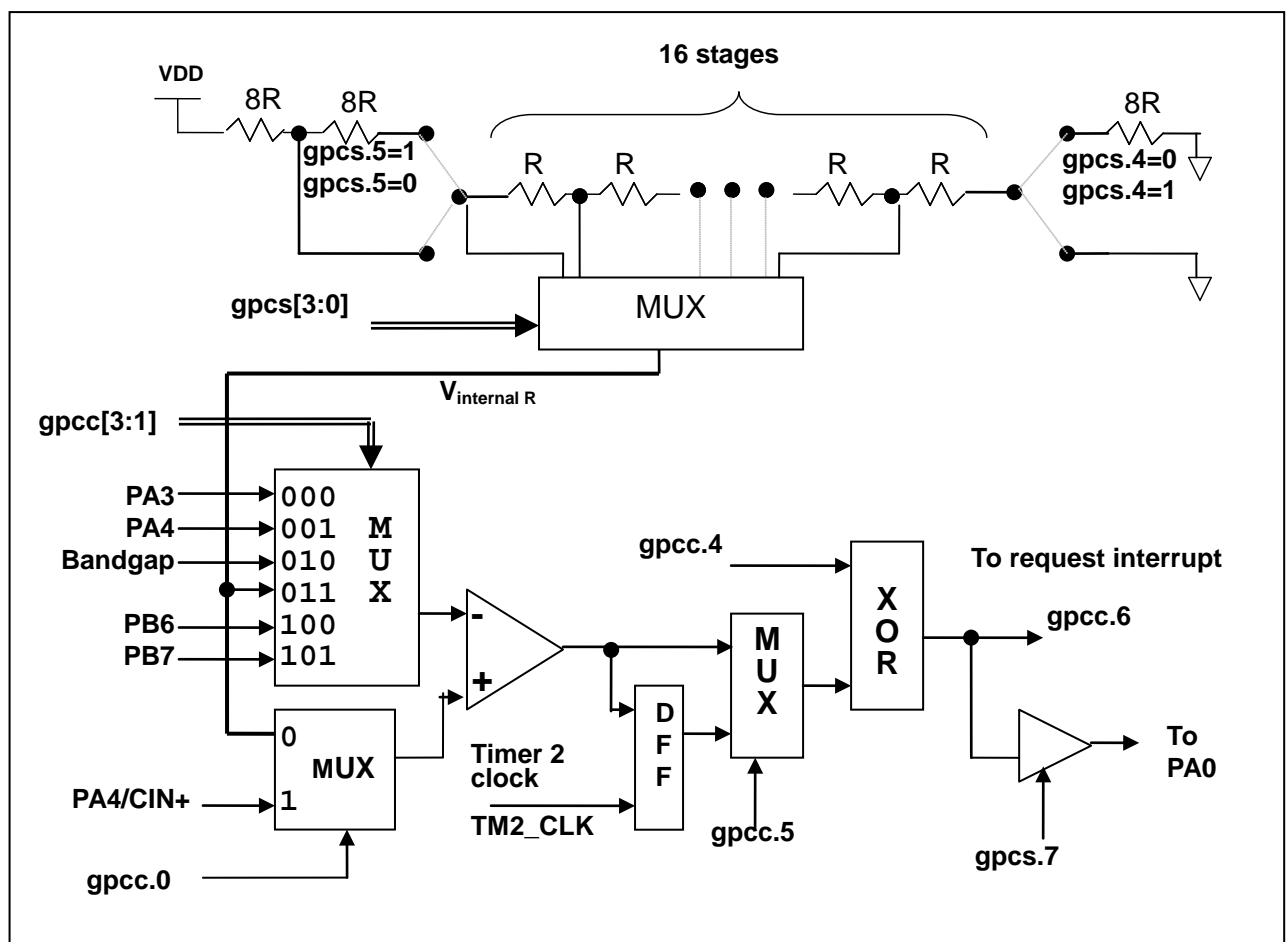 16 stages
VDD
8R
8R
8R
gpcs.5=1
gpcs.5=0
R
R
R
R
gpcs.4=0
gpcs.4=1
gpcs[3:0]
MUX
Vinternal R
gpcc[3:1]
PA3
000
PA4
001
Bandgap
010
011
PB6
100
PB7
101
M
U
X
-
+
gpcc.4
To request interrupt
X
O
R
gpcc.6
M
U
X
D
F
F
Timer 2
clock
TM2_CLK
gpcc.5
To
PA0
gpcs.7
0
MUX
PA4/CIN+
1
gpcc.0